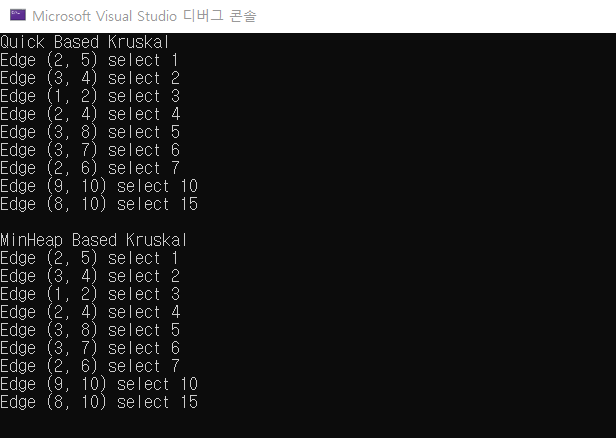 Microsoft Visual Studio 디버그 콘솔
Quick Based Kruskal
Edge (2, 5) select 1
Edge (3, 4) select 2
Edge (1, 2) select 3
Edge (2, 4) select 4
Edge (3, 8) select 5
Edge (3, 7) select 6
Edge (2, 6) select 7
Edge (9, 10) select 10
Edge (8, 10) select 15
MinHeap Based Kruskal
Edge (2, 5) select 1
Edge (3, 4) select 2
Edge (1, 2) select 3
Edge (2, 4) select 4
Edge (3, 8) select 5
Edge (3, 7) select 6
Edge (2, 6) select 7
Edge (9, 10) select 10
Edge (8, 10) select 15